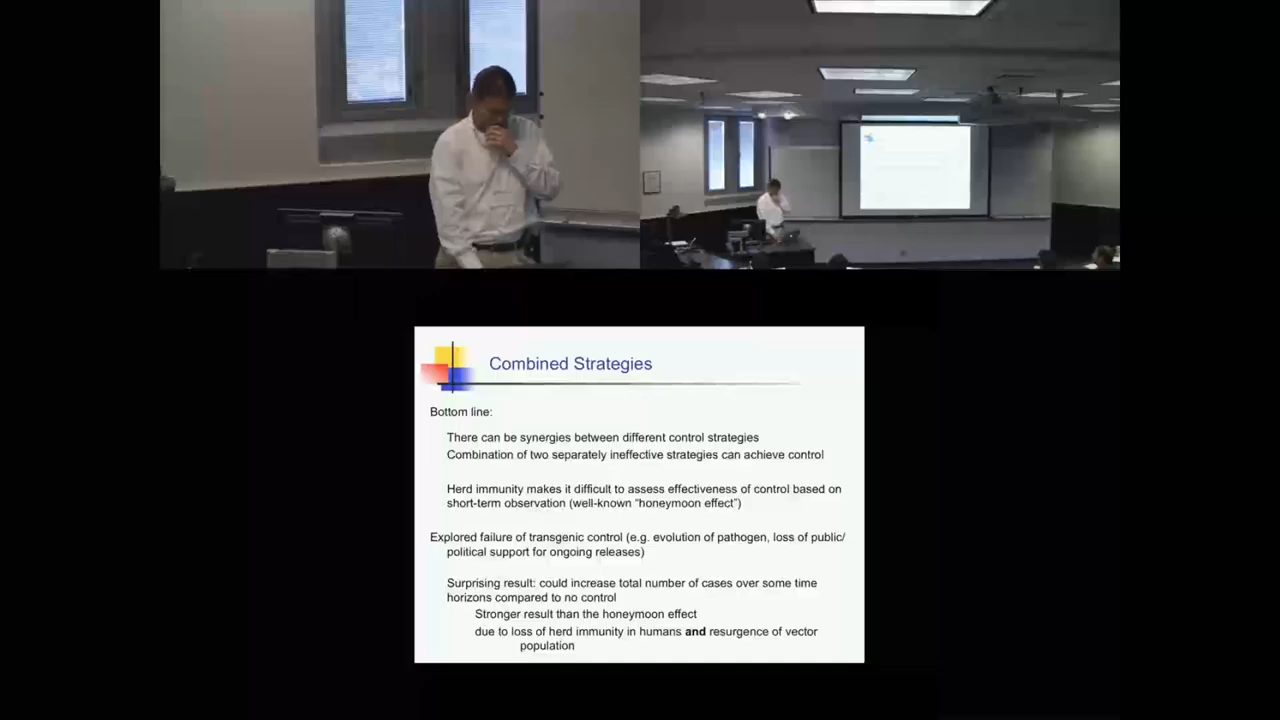 Combined Strategies
Bottom line:
There can be synergies between different control strategies
Combination of two separately ineffective strategies can achieve control
Herd immunity makes it difficult to assess effectiveness of control based on
short-term observation (well-known “honeymoon effect”)
Explored failure of transgenic control (e.g. evolution of pathogen, loss of public/
political support for ongoing releases)
Surprising result: could increase total number of cases over some time
horizons compared to no control
Stronger result than the honeymoon effect
due to loss of herd immunity in humans and resurgence of vector
population